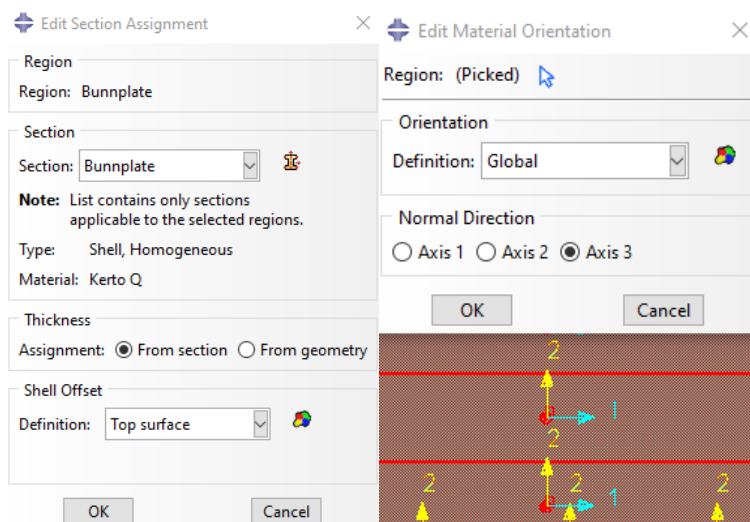 Edit Section Assignment
Region
Region: Bunnplate
Section
Section: Bunnplate
Note: List contains only sections
applicable to the selected regions.
Type: Shell, Homogeneous
Material: Kerto Q
Thickness
Assignment: From section From geometry
Shell Offset
Definition: Top surface
OK Cancel
Edit Material Orientation
Region: (Picked)
Orientation
Definition: Global
Normal Direction
Axis 1 Axis 2 Axis 3
OK Cancel
2
1
2
2 2 2
1